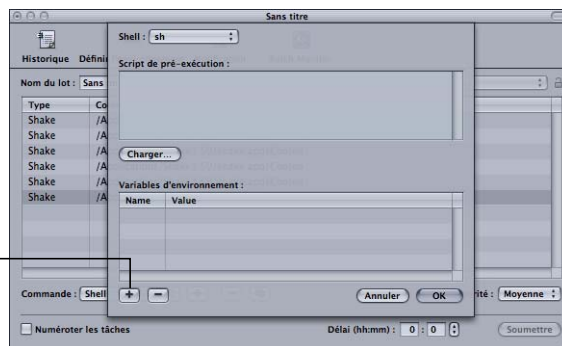 Sans titre
Shell : sh
Historique Défini
Script de pré-exécution :
Nom du lot : Sans
Type Co
Shake /A
Shake /A
Shake /A
Charger...
Shake /A
Shake /A
Variables d'environnement :
Shake /A
Name Value
Commande : Shell
+ −
Annuler OK
ité : Moyenne
Numéroter les tâches
Délai (hh:mm) : 0 : 0
Soumettre